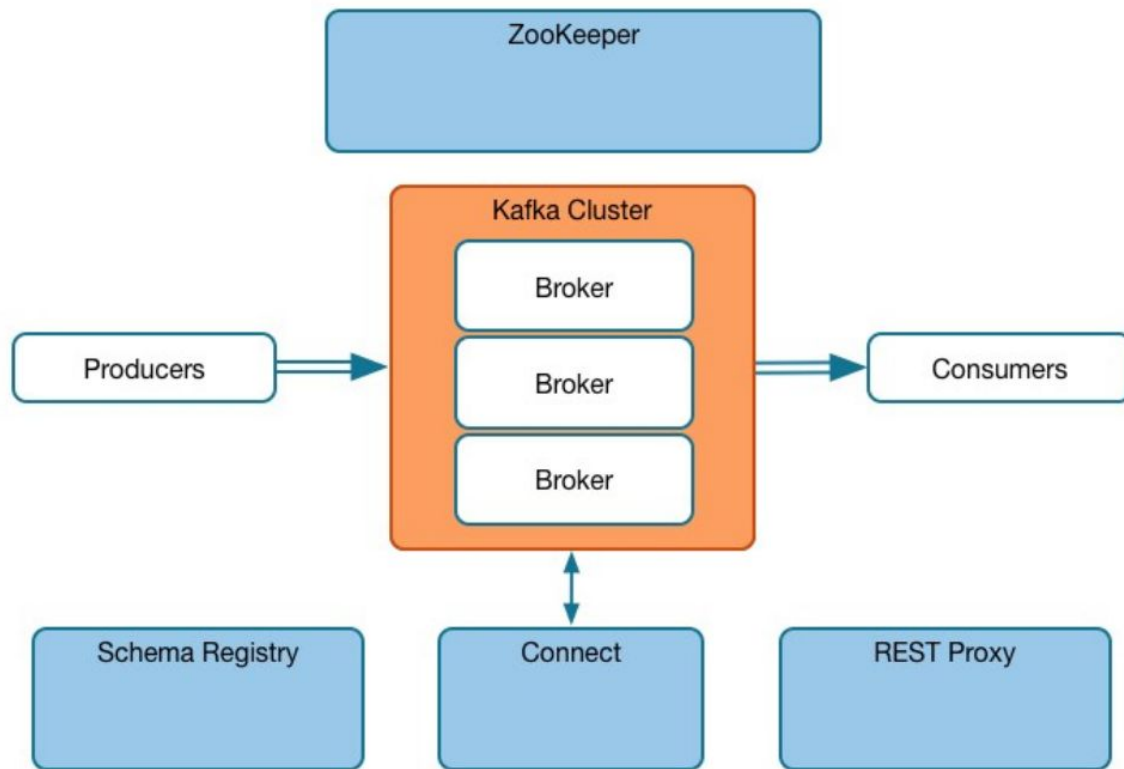 ZooKeeper
Kafka Cluster
Broker
Producers
Broker
Consumers
Broker
Schema Registry
Connect
REST Proxy